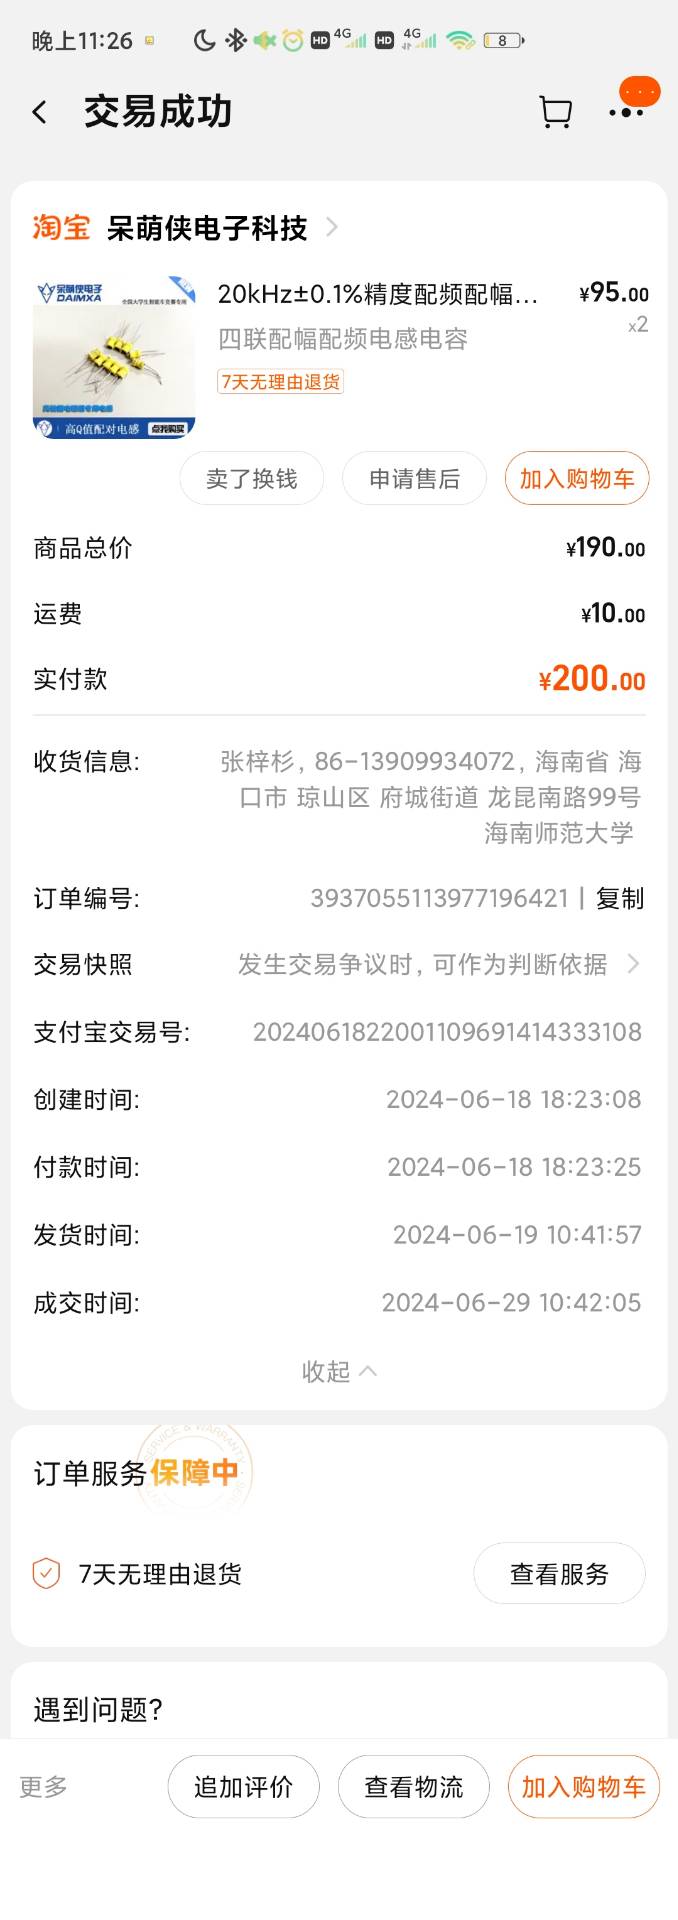 晚上11:26
HD 4G HD 4G 8
交易成功
淘宝 呆萌侠电子科技
呆萌侠电子
DAIMXA
全国大学生智能车竞赛专用
高Q值配对电感 点我购买
20kHz±0.1%精度配频配幅... ¥95.00
四联配幅配频电感电容 x2
7天无理由退货
卖了换钱 申请售后 加入购物车
商品总价 ¥190.00
运费 ¥10.00
实付款 ¥200.00
收货信息: 张梓杉, 86-13909934072, 海南省 海
口市 琼山区 府城街道 龙昆南路99号
海南师范大学
订单编号: 3937055113977196421 | 复制
交易快照 发生交易争议时, 可作为判断依据
支付宝交易号: 2024061822001109691414333108
创建时间: 2024-06-18 18:23:08
付款时间: 2024-06-18 18:23:25
发货时间: 2024-06-19 10:41:57
成交时间: 2024-06-29 10:42:05
收起
SERVICE & WARRANTY
订单服务保障中
7天无理由退货 查看服务
遇到问题?
更多 追加评价 查看物流 加入购物车